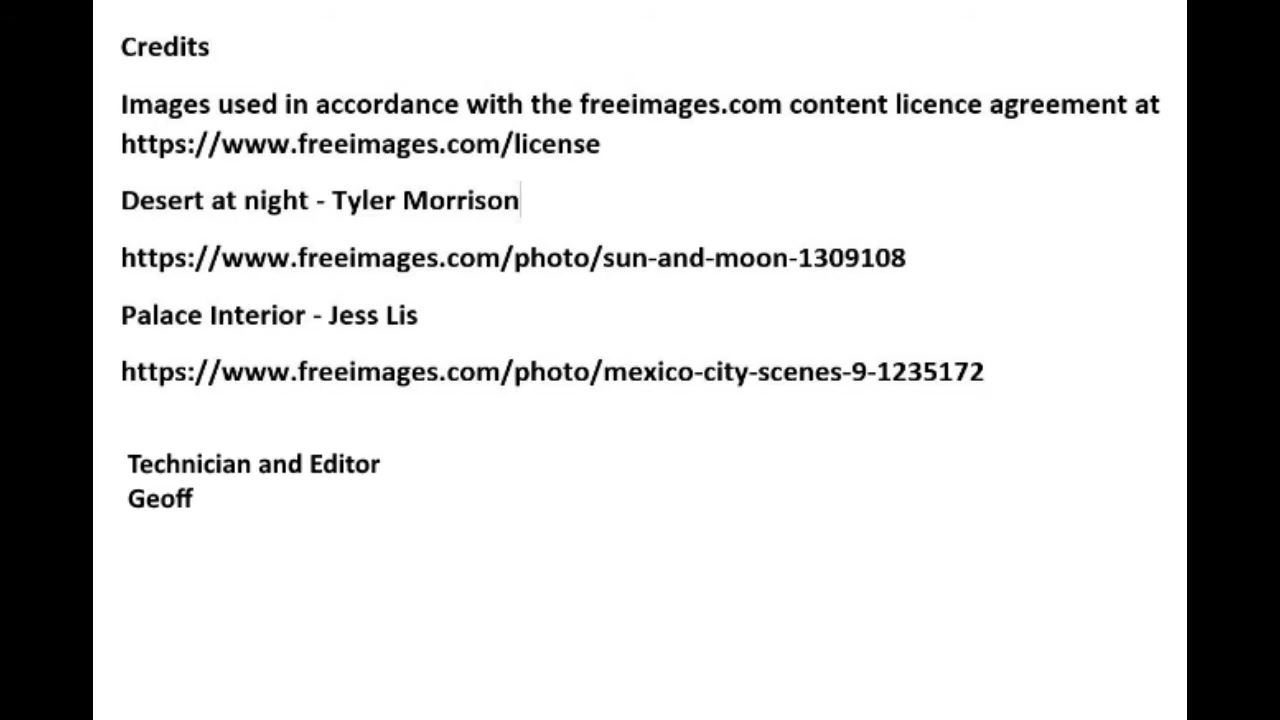 Credits
Images used in accordance with the freeimages.com content licence agreement at
https://www.freeimages.com/license
Desert at night - Tyler Morrison
https://www.freeimages.com/photo/sun-and-moon-1309108
Palace Interior - Jess Lis
https://www.freeimages.com/photo/mexico-city-scenes-9-1235172
Technician and Editor
Geoff